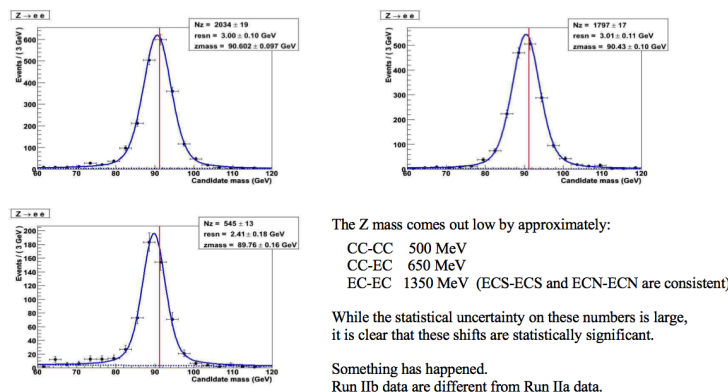 Z → e e
Nz = 2034 ± 19
resn = 3.00 ± 0.10 GeV
zmass = 90.602 ± 0.097 GeV
Events / ( 3 GeV )
600
500
400
300
200
100
60 70 80 90 100 110 120
Candidate mass (GeV)
Z → e e
Nz = 1797 ± 17
resn = 3.01 ± 0.11 GeV
zmass = 90.43 ± 0.10 GeV
Events / ( 3 GeV )
500
400
300
200
100
0
60 70 80 90 100 110 120
Candidate mass (GeV)
Z → e e
Nz = 545 ± 13
resn = 2.41 ± 0.18 GeV
zmass = 89.76 ± 0.16 GeV
Events / ( 3 GeV )
200
180
160
140
120
100
80
60
40
20
0
60 70 80 90 100 110 120
Candidate mass (GeV)
The Z mass comes out low by approximately:
CC-CC 500 MeV
CC-EC 650 MeV
EC-EC 1350 MeV (ECS-ECS and ECN-ECN are consistent)
While the statistical uncertainty on these numbers is large,
it is clear that these shifts are statistically significant.
Something has happened.
Run IIb data are different from Run IIa data.